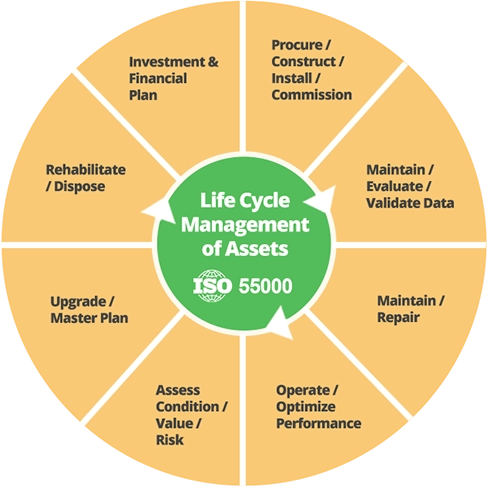 Investment &
Financial
Plan
Procure /
Construct /
Install /
Commission
Maintain /
Evaluate /
Validate Data
Maintain /
Repair
Operate /
Optimize
Performance
Assess
Condition /
Value /
Risk
Upgrade /
Master Plan
Rehabilitate
/ Dispose
Life Cycle
Management
of Assets
ISO 55000